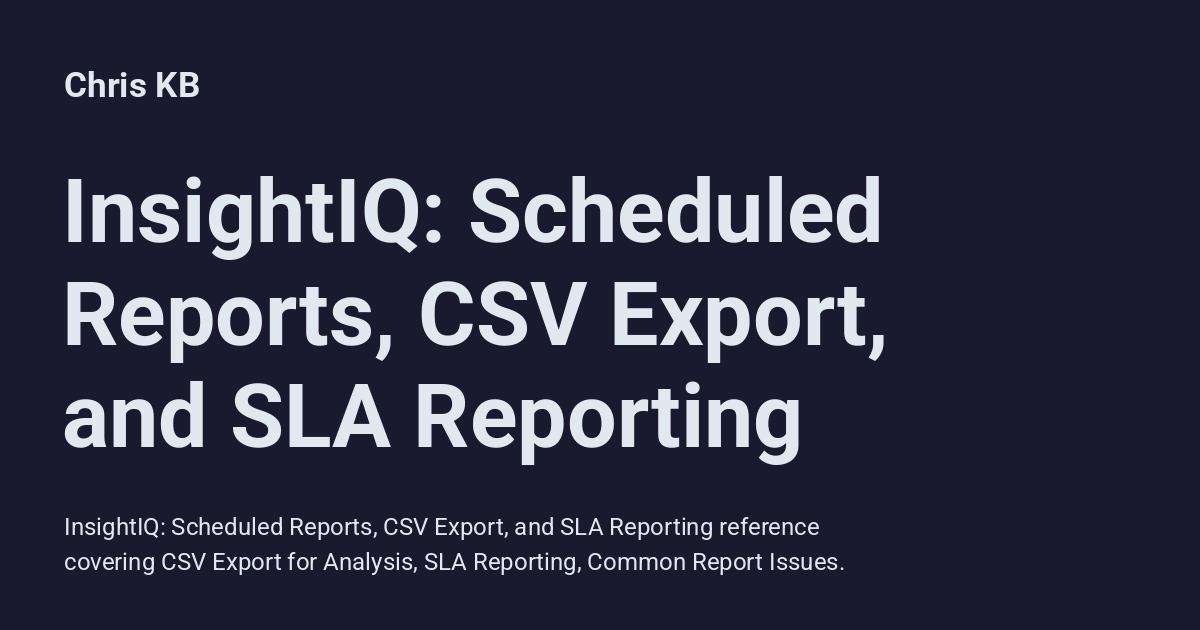 Chris KB
InsightIQ: Scheduled
Reports, CSV Export,
and SLA Reporting
InsightIQ: Scheduled Reports, CSV Export, and SLA Reporting reference
covering CSV Export for Analysis, SLA Reporting, Common Report Issues.